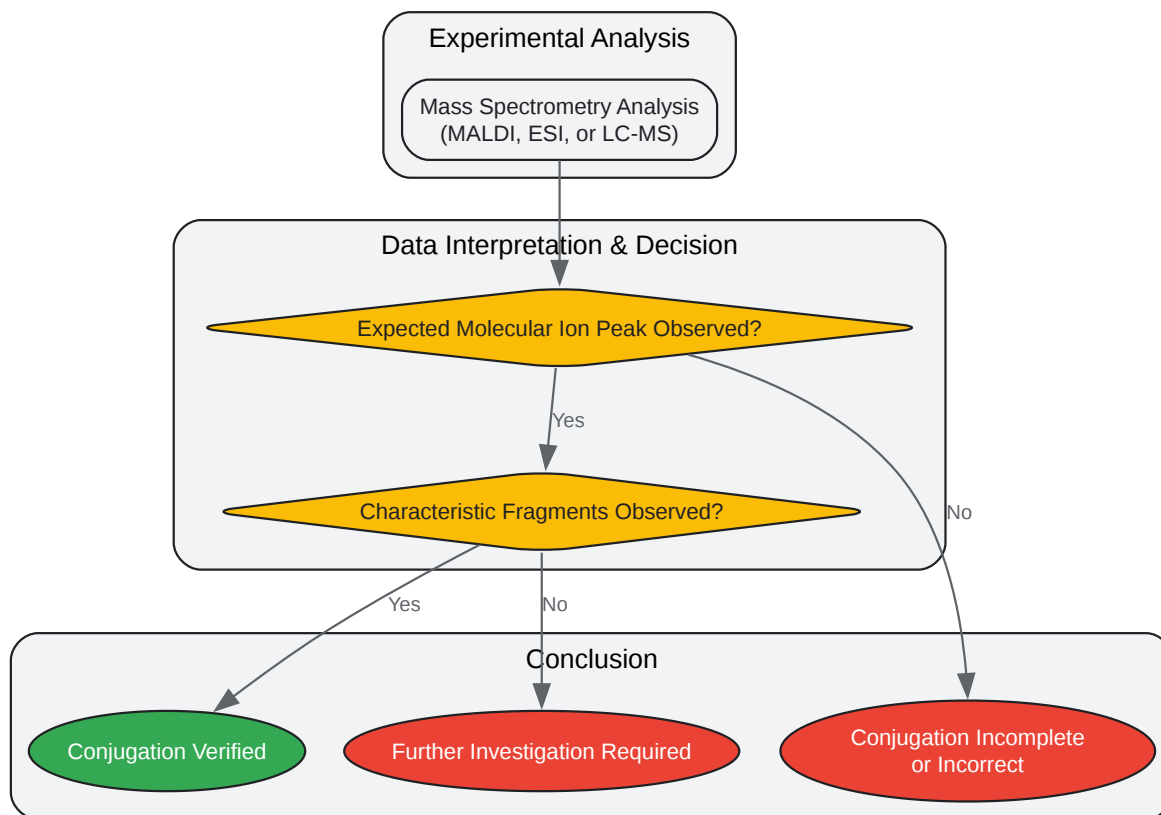 Experimental Analysis
Mass Spectrometry Analysis
(MALDI, ESI, or LC-MS)
Data Interpretation & Decision
Expected Molecular Ion Peak Observed?
Yes
Characteristic Fragments Observed?
No
Yes
No
Conclusion
Conjugation Verified
Further Investigation Required
Conjugation Incomplete
or Incorrect